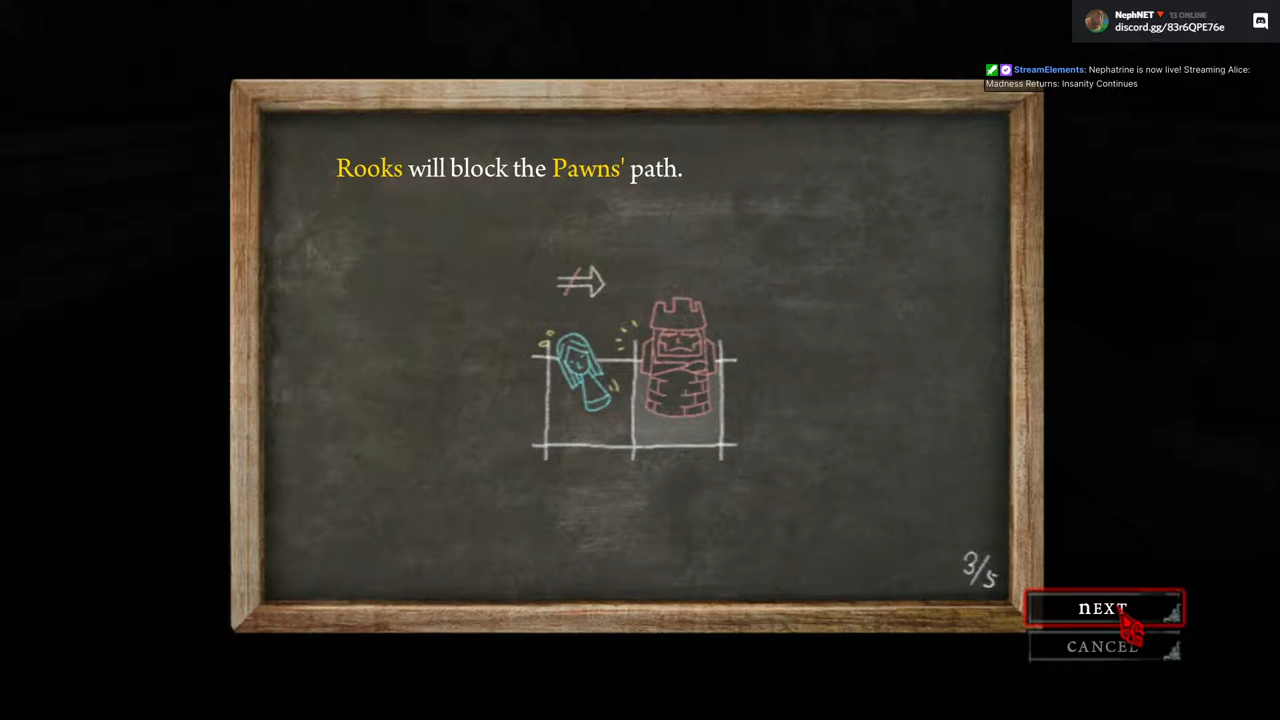 NephNET 13 ONLINE
discord.gg/83r6QPE76e
StreamElements: Nephatrine is now live! Streaming Alice:
Madness Returns: Insanity Continues
Rooks will block the Pawns' path.
3/5
NEXT
CANCEL